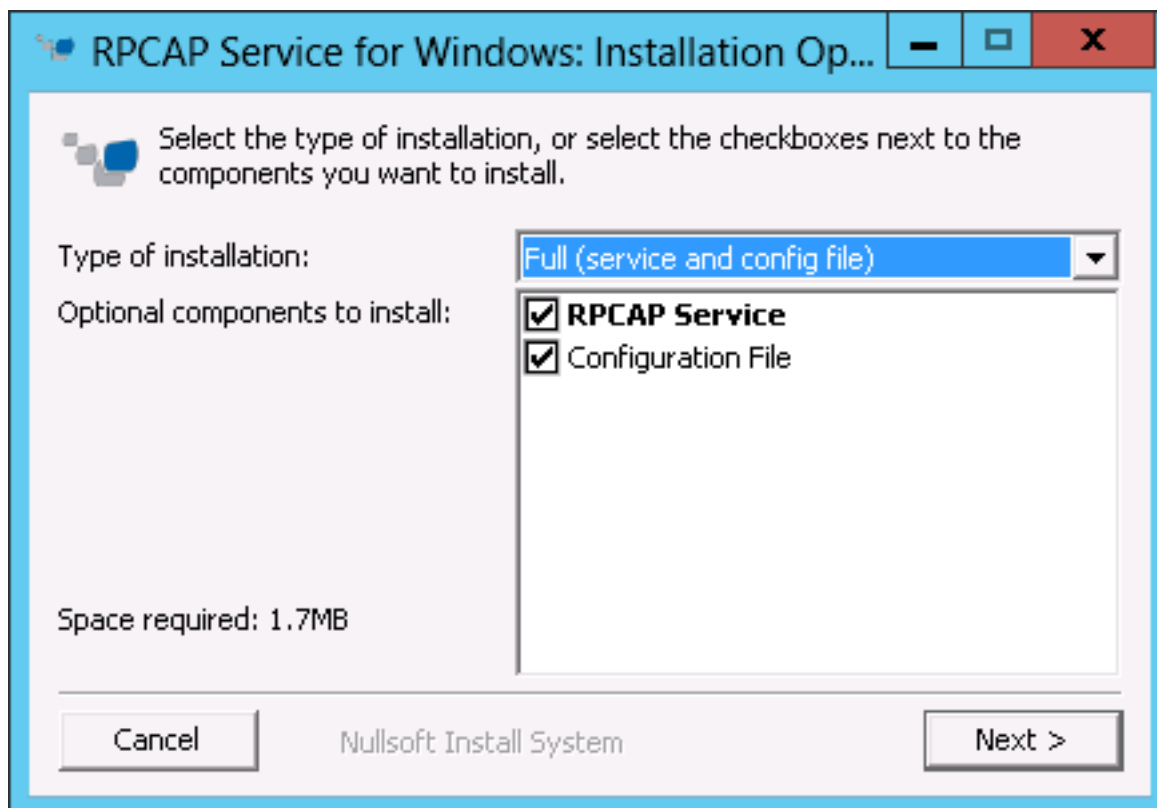 RPCAP Service for Windows: Installation Op...
Select the type of installation, or select the checkboxes next to the
components you want to install.
Type of installation:
Full (service and config file)
Optional components to install:
RPCAP Service
Configuration File
Space required: 1.7MB
Cancel
Nullsoft Install System
Next >